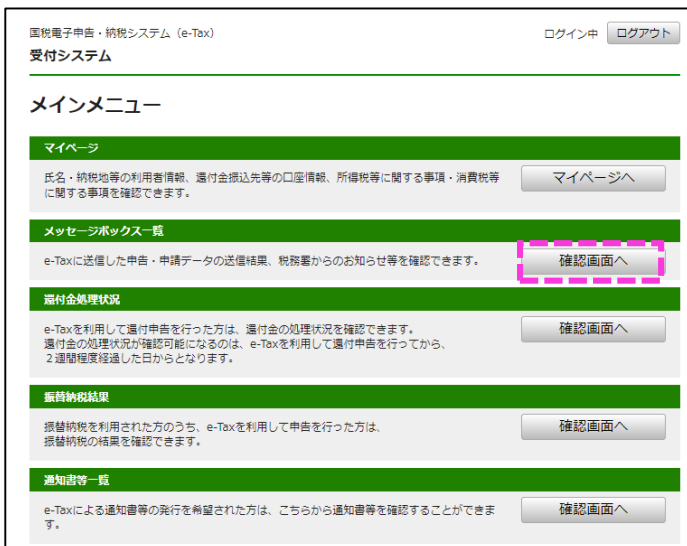 国税電子申告・納税システム（e-Tax）
ログイン中 ログアウト
受付システム
メインメニュー
マイページ
氏名・納税地等の利用者情報、還付金振込先等の口座情報、所得税等に関する事項・消費税等
に関する事項を確認できます。
マイページへ
メッセージボックス一覧
e-Taxに送信した申告・申請データの送信結果、税務署からのお知らせ等を確認できます。
確認画面へ
還付金処理状況
e-Taxを利用して還付申告を行った方は、還付金の処理状況を確認できます。
還付金の処理状況が確認可能になるのは、e-Taxを利用して還付申告を行ってから、
２週間程度経過した日からとなります。
確認画面へ
振替納税結果
振替納税を利用された方のうち、e-Taxを利用して申告を行った方は、
振替納税の結果を確認できます。
確認画面へ
通知書等一覧
e-Taxによる通知書等の発行を希望された方は、こちらから通知書等を確認することができま
す。
確認画面へ